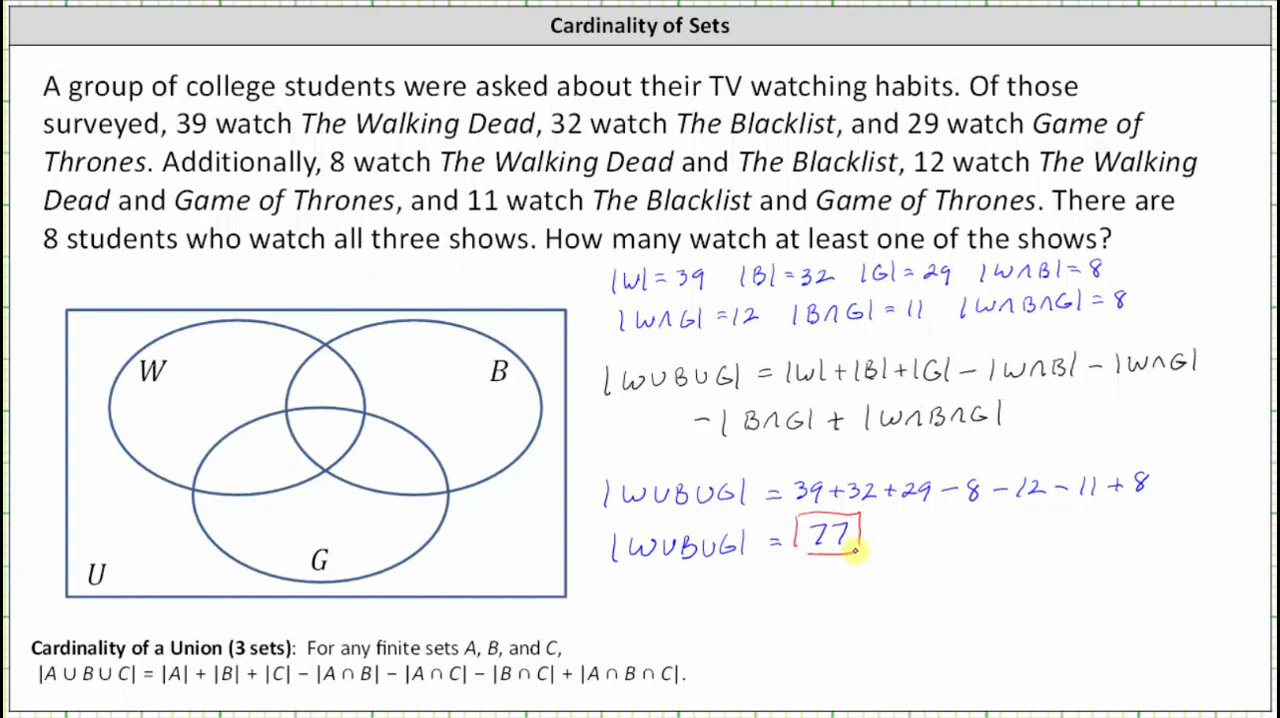 Cardinality of Sets
A group of college students were asked about their TV watching habits. Of those
surveyed, 39 watch The Walking Dead, 32 watch The Blacklist, and 29 watch Game of
Thrones. Additionally, 8 watch The Walking Dead and The Blacklist, 12 watch The Walking
Dead and Game of Thrones, and 11 watch The Blacklist and Game of Thrones. There are
8 students who watch all three shows. How many watch at least one of the shows?
|W| = 39 |B| = 32 |G| = 29 |W∩B| = 8
|W∩G| = 12 |B∩G| = 11 |W∩B∩G| = 8
|W∪B∪G| = |W| + |B| + |G| − |W∩B| − |W∩G|
− |B∩G| + |W∩B∩G|
|W∪B∪G| = 39 + 32 + 29 − 8 − 12 − 11 + 8
|W∪B∪G| = 77
W
B
G
U
Cardinality of a Union (3 sets): For any finite sets A, B, and C,
|A ∪ B ∪ C| = |A| + |B| + |C| − |A ∩ B| − |A ∩ C| − |B ∩ C| + |A ∩ B ∩ C|.